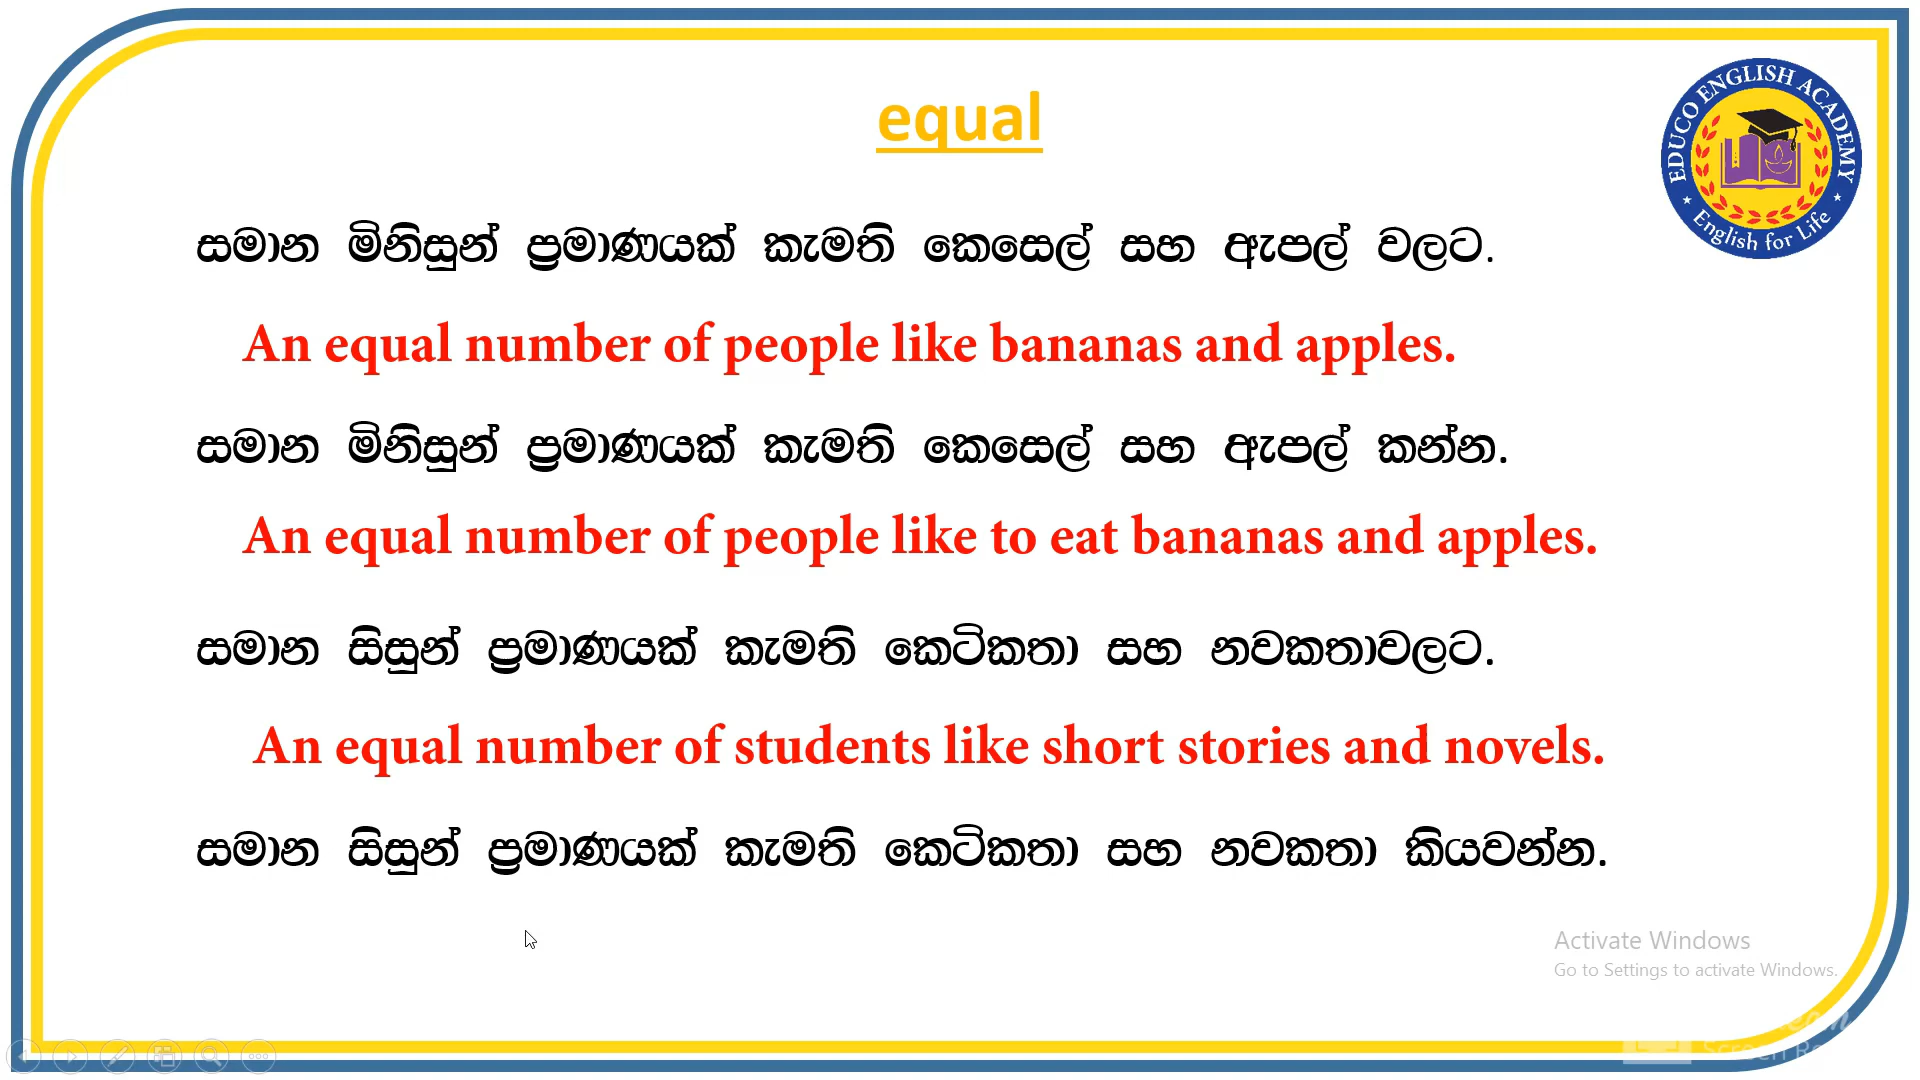 equal
EDUCO ENGLISH ACADEMY
English for Life
සමාන මිනිසුන් ප්‍රමාණයක් කැමති කෙසෙල් සහ ඇපල් වලට.
An equal number of people like bananas and apples.
සමාන මිනිසුන් ප්‍රමාණයක් කැමති කෙසෙල් සහ ඇපල් කන්න.
An equal number of people like to eat bananas and apples.
සමාන සිසුන් ප්‍රමාණයක් කැමති කෙටිකතා සහ නවකතාවලට.
An equal number of students like short stories and novels.
සමාන සිසුන් ප්‍රමාණයක් කැමති කෙටිකතා සහ නවකතා කියවන්න.
Activate Windows
Go to Settings to activate Windows.
Screen